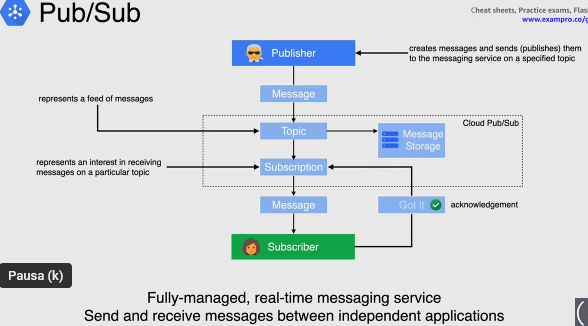 Pub/Sub
Cheat sheets, Practice exams, Flas
www.exampro.co/g
Publisher
creates messages and sends (publishes) them
to the messaging service on a specified topic
Message
represents a feed of messages
Cloud Pub/Sub
Topic
Message
Storage
represents an interest in receiving
messages on a particular topic
Subscription
Message
Got it
acknowledgement
Subscriber
Pausa (k)
Fully-managed, real-time messaging service
Send and receive messages between independent applications